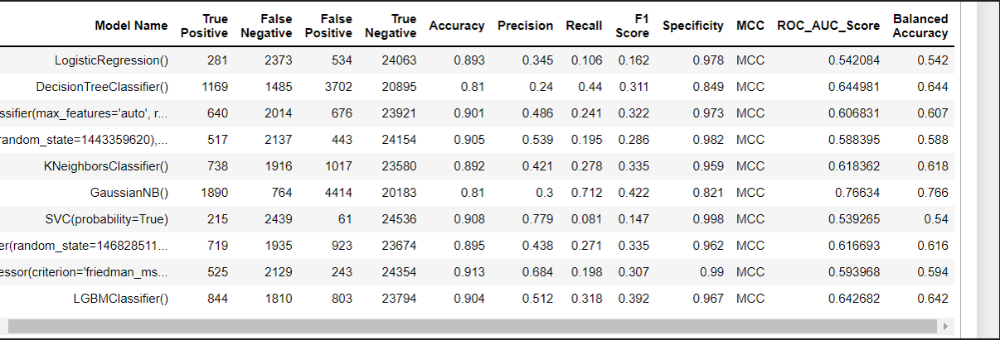 Model Name True Positive False Negative False Positive True Negative Accuracy Precision Recall F1 Score Specificity MCC ROC_AUC_Score Balanced Accuracy
LogisticRegression() 281 2373 534 24063 0.893 0.345 0.106 0.162 0.978 MCC 0.542084 0.542
DecisionTreeClassifier() 1169 1485 3702 20895 0.81 0.24 0.44 0.311 0.849 MCC 0.644981 0.644
ssifier(max_features='auto', r... 640 2014 676 23921 0.901 0.486 0.241 0.322 0.973 MCC 0.606831 0.607
random_state=1443359620),... 517 2137 443 24154 0.905 0.539 0.195 0.286 0.982 MCC 0.588395 0.588
KNeighborsClassifier() 738 1916 1017 23580 0.892 0.421 0.278 0.335 0.959 MCC 0.618362 0.618
GaussianNB() 1890 764 4414 20183 0.81 0.3 0.712 0.422 0.821 MCC 0.76634 0.766
SVC(probability=True) 215 2439 61 24536 0.908 0.779 0.081 0.147 0.998 MCC 0.539265 0.54
er(random_state=146828511... 719 1935 923 23674 0.895 0.438 0.271 0.335 0.962 MCC 0.616693 0.616
essor(criterion='friedman_ms... 525 2129 243 24354 0.913 0.684 0.198 0.307 0.99 MCC 0.593968 0.594
LGBMClassifier() 844 1810 803 23794 0.904 0.512 0.318 0.392 0.967 MCC 0.642682 0.642